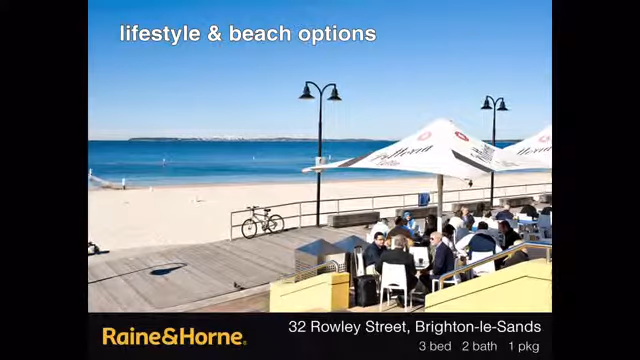 lifestyle & beach options
Raine&Horne.
32 Rowley Street, Brighton-le-Sands
3 bed 2 bath 1 pkg